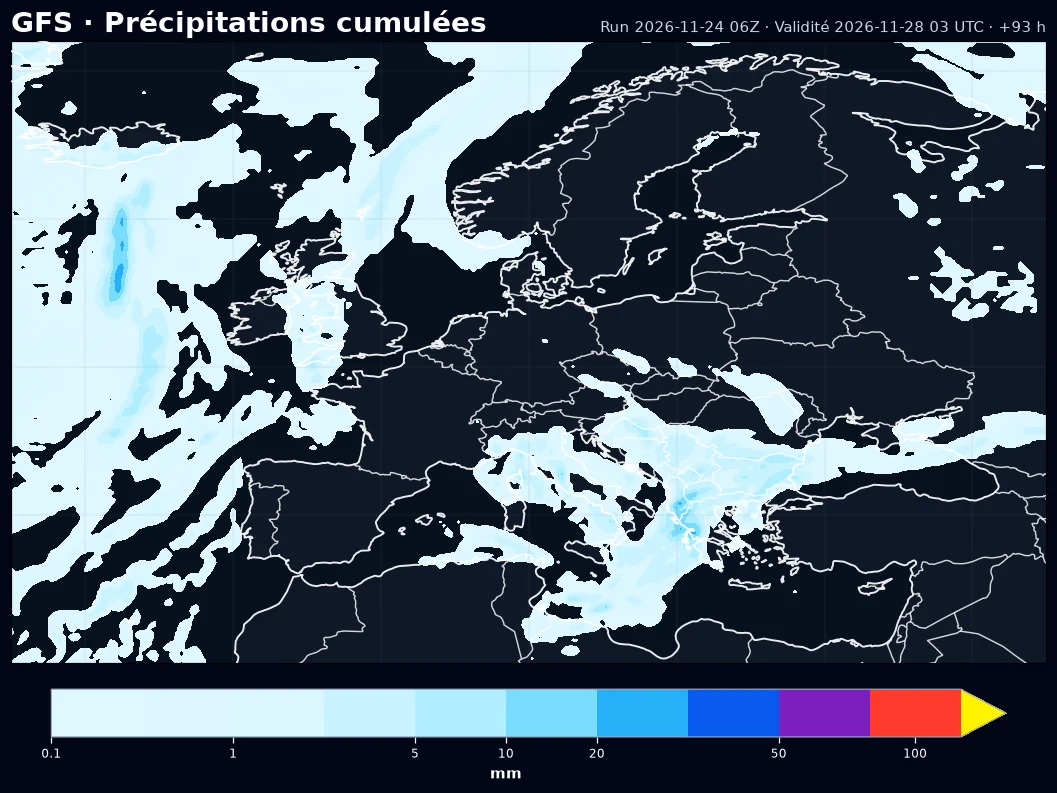 GFS · Précipitations cumulées
Run 2026-11-24 06Z · Validité 2026-11-28 03 UTC · +93 h
0.1 1 5 10 20 50 100
mm